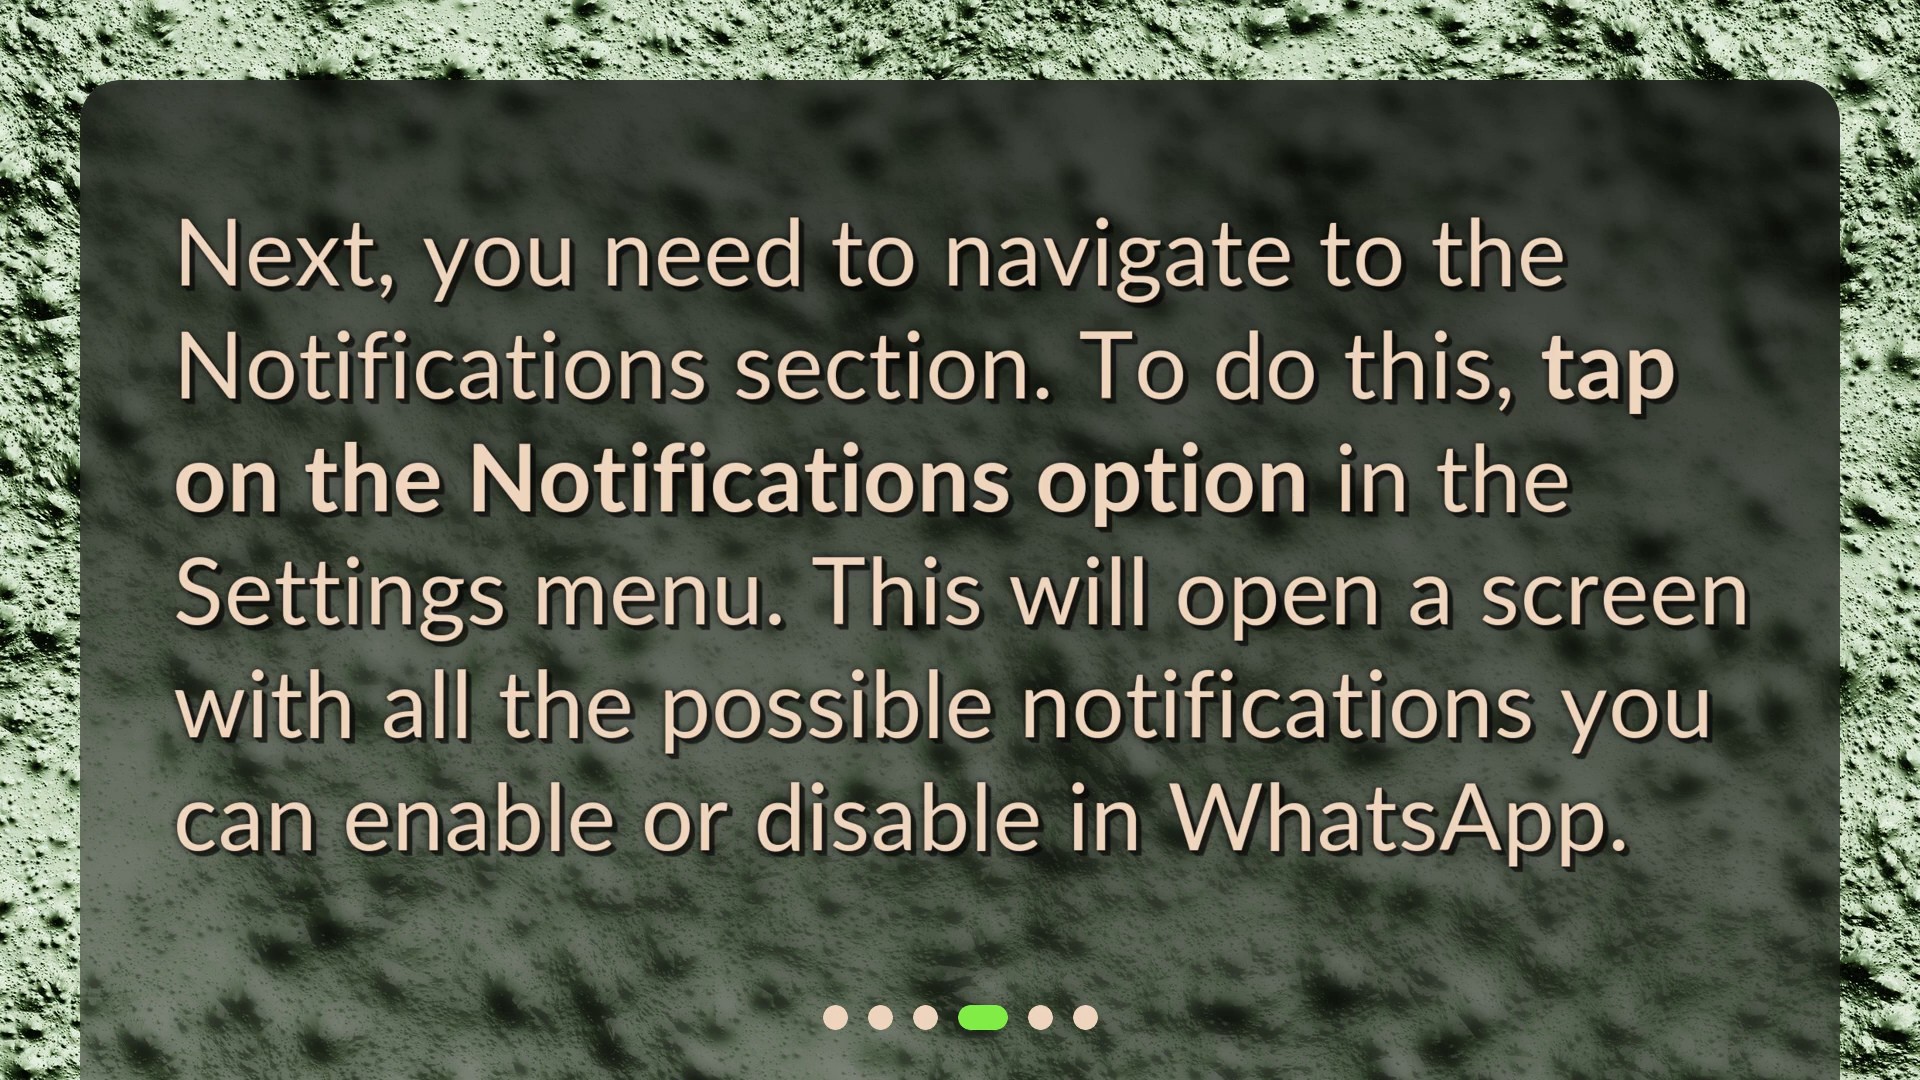 Next, you need to navigate to the
Notifications section. To do this, tap
on the Notifications option in the
Settings menu. This will open a screen
with all the possible notifications you
can enable or disable in WhatsApp.